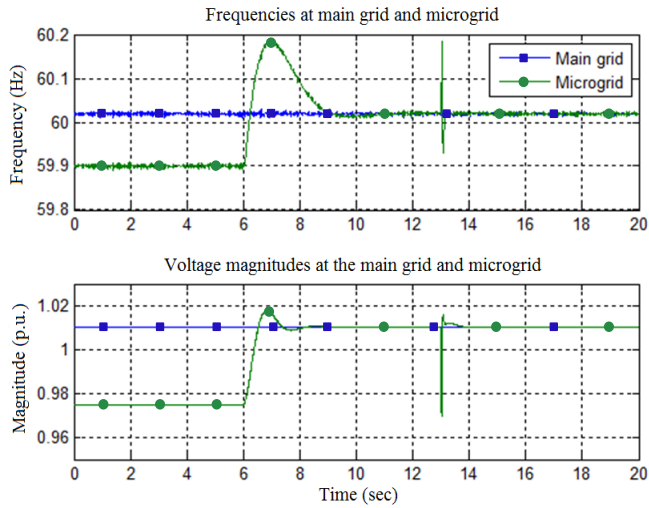 Frequencies at main grid and microgrid
Frequency (Hz)
60.2
60.1
60
59.9
59.8
Main grid
Microgrid
0 2 4 6 8 10 12 14 16 18 20
Voltage magnitudes at the main grid and microgrid
Magnitude (p.u.)
1.02
1
0.98
0.96
0 2 4 6 8 10 12 14 16 18 20
Time (sec)